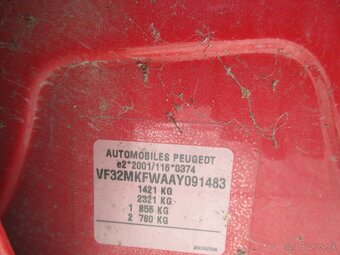 AUTOMOBILES PEUGEOT
e2*2001/116*0374
VF32MKFWAAY091483
1421 KG
2321 KG
1 855 KG
2 780 KG